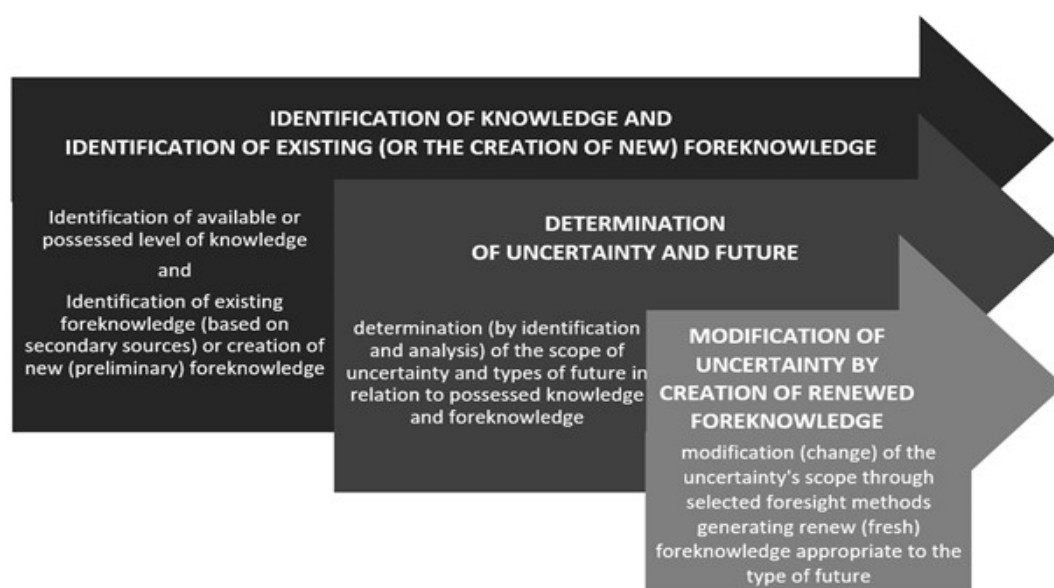 IDENTIFICATION OF KNOWLEDGE AND
IDENTIFICATION OF EXISTING (OR THE CREATION OF NEW) FOREKNOWLEDGE
Identification of available or
possessed level of knowledge
and
Identification of existing
foreknowledge (based on
secondary sources) or creation of
new (preliminary) foreknowledge
DETERMINATION
OF UNCERTAINTY AND FUTURE
determination (by identification
and analysis) of the scope of
uncertainty and types of future in
relation to possessed knowledge
and foreknowledge
MODIFICATION OF
UNCERTAINTY BY
CREATION OF RENEWED
FOREKNOWLEDGE
modification (change) of the
uncertainty's scope through
selected foresight methods
generating renew (fresh)
foreknowledge appropriate to the
type of future